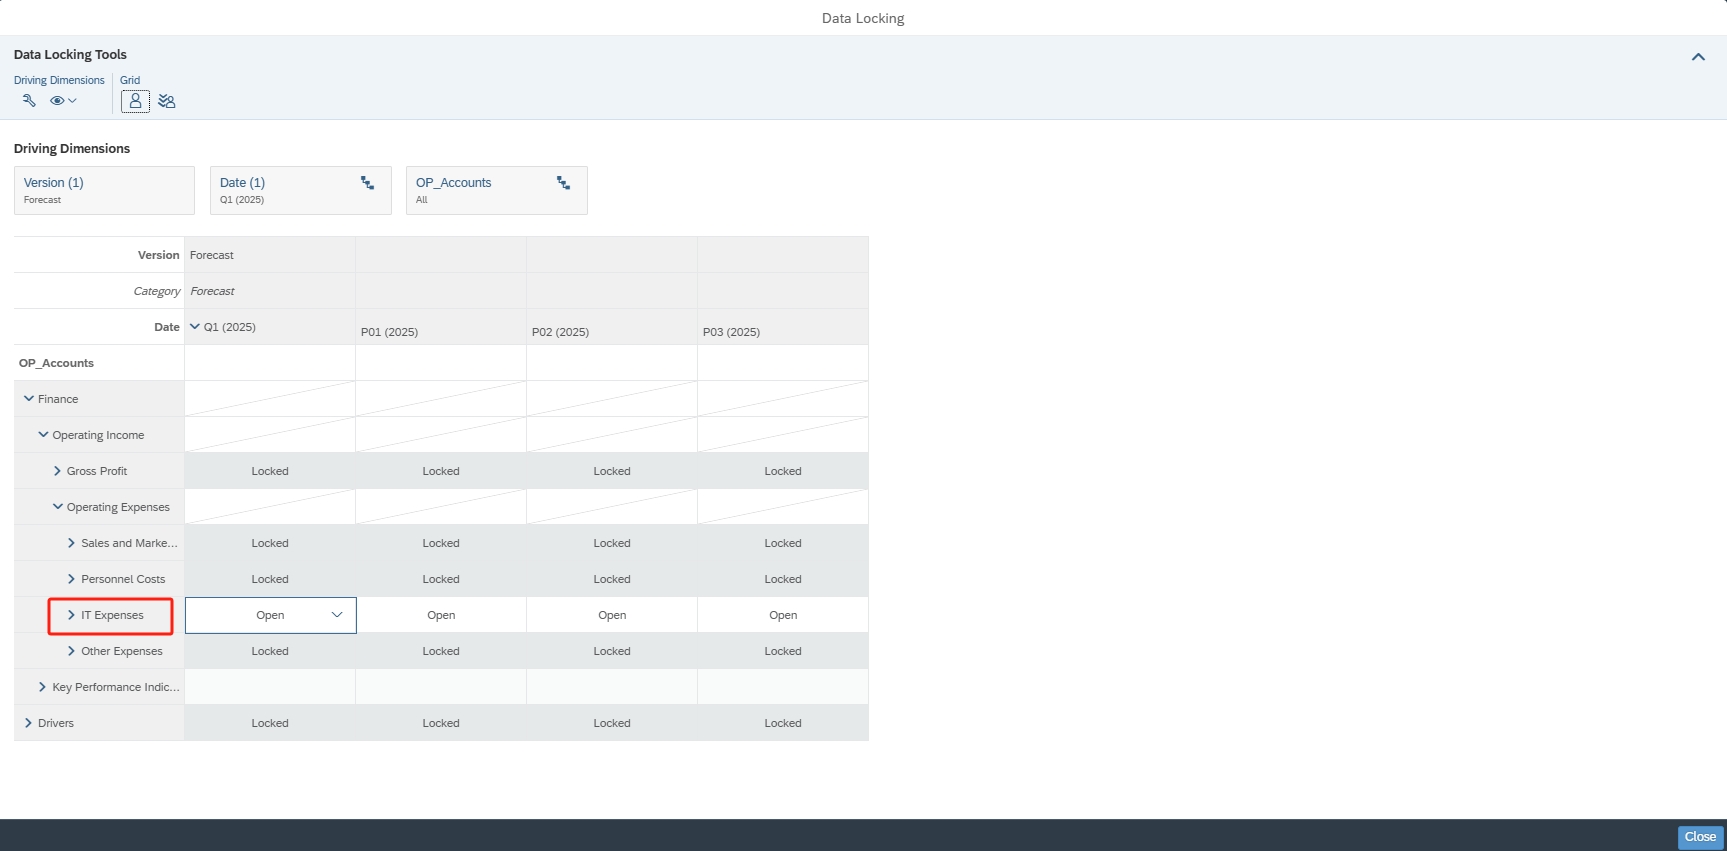 Data Locking
Data Locking Tools
Driving Dimensions Grid
Driving Dimensions
Version (1) Date (1) OP_Accounts
Forecast Q1 (2025) All
Version Forecast
Category Forecast
Date Q1 (2025) P01 (2025) P02 (2025) P03 (2025)
OP_Accounts
Finance
Operating Income
Gross Profit Locked Locked Locked Locked
Operating Expenses
Sales and Marke... Locked Locked Locked Locked
Personnel Costs Locked Locked Locked Locked
IT Expenses Open Open Open Open
Other Expenses Locked Locked Locked Locked
Key Performance Indic...
Drivers Locked Locked Locked Locked
Close